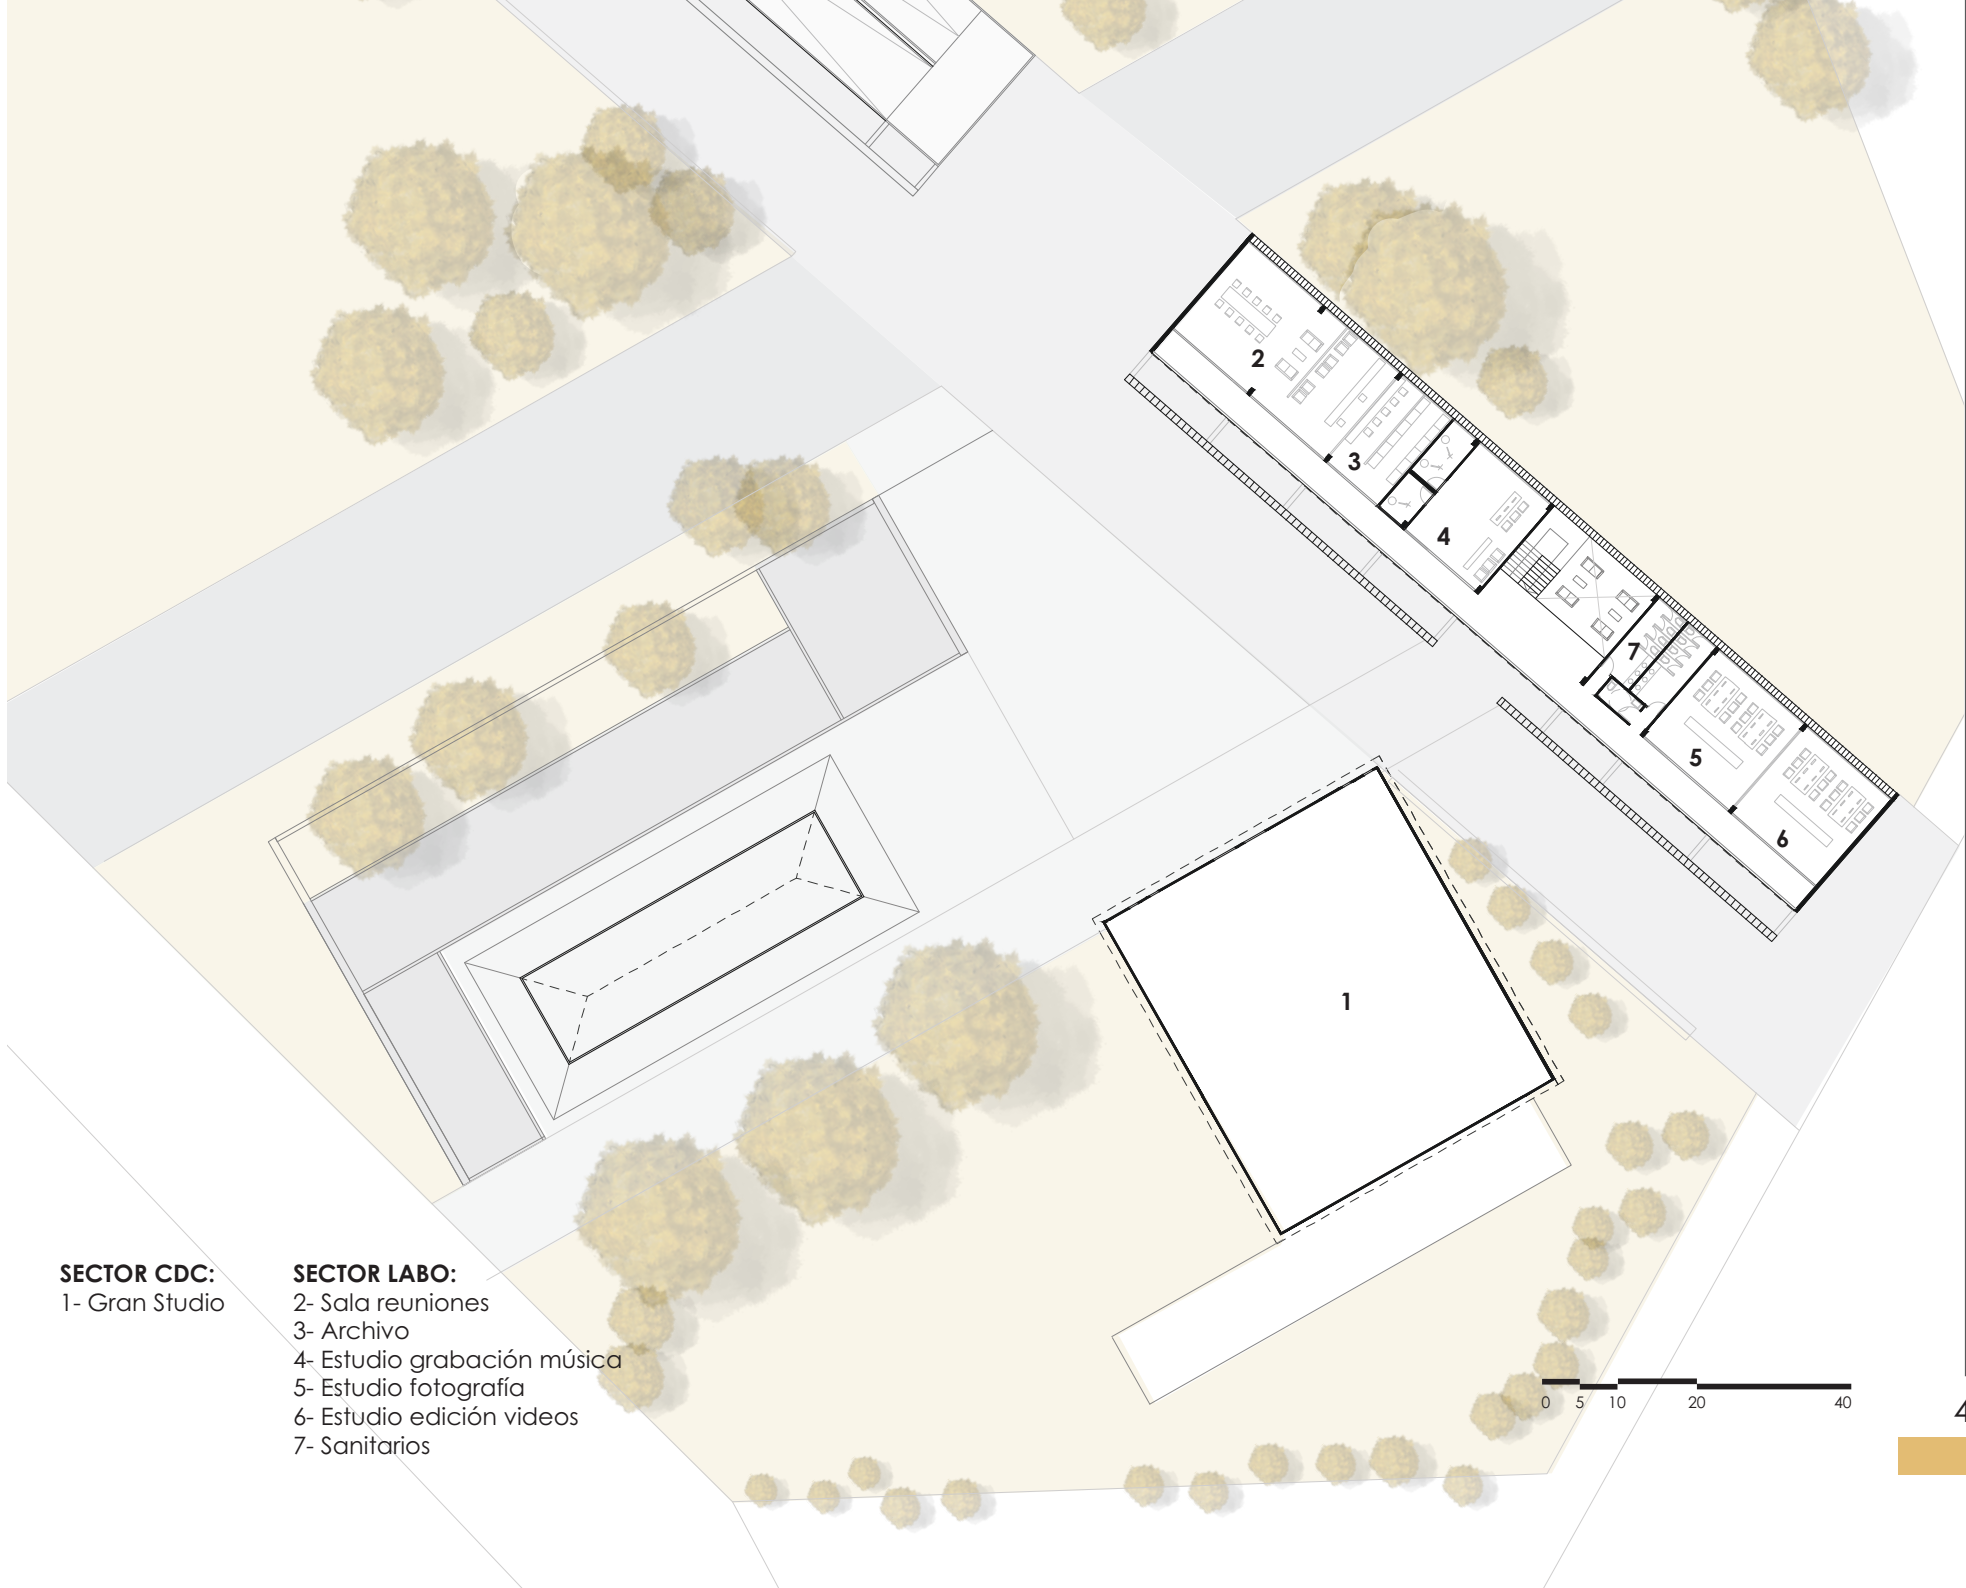 2
3
4
7
5
6
1
SECTOR CDC:
1- Gran Studio
SECTOR LABO:
2- Sala reuniones
3- Archivo
4- Estudio grabación música
5- Estudio fotografía
6- Estudio edición videos
7- Sanitarios
0 5 10 20 40
4